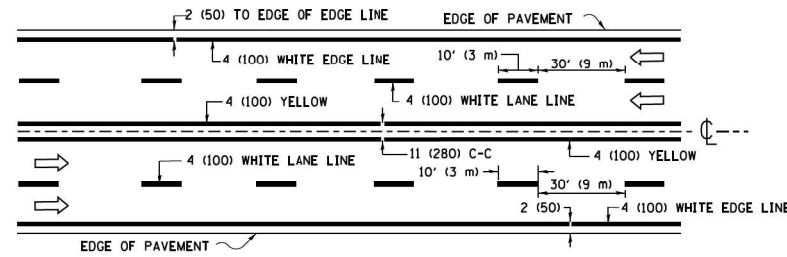 2 (50) TO EDGE OF EDGE LINE
EDGE OF PAVEMENT
4 (100) WHITE EDGE LINE
10' (3 m)
30' (9 m)
4 (100) YELLOW
4 (100) WHITE LANE LINE
℄
4 (100) WHITE LANE LINE
11 (280) C-C
4 (100) YELLOW
10' (3 m)
30' (9 m)
2 (50)
4 (100) WHITE EDGE LINE
EDGE OF PAVEMENT